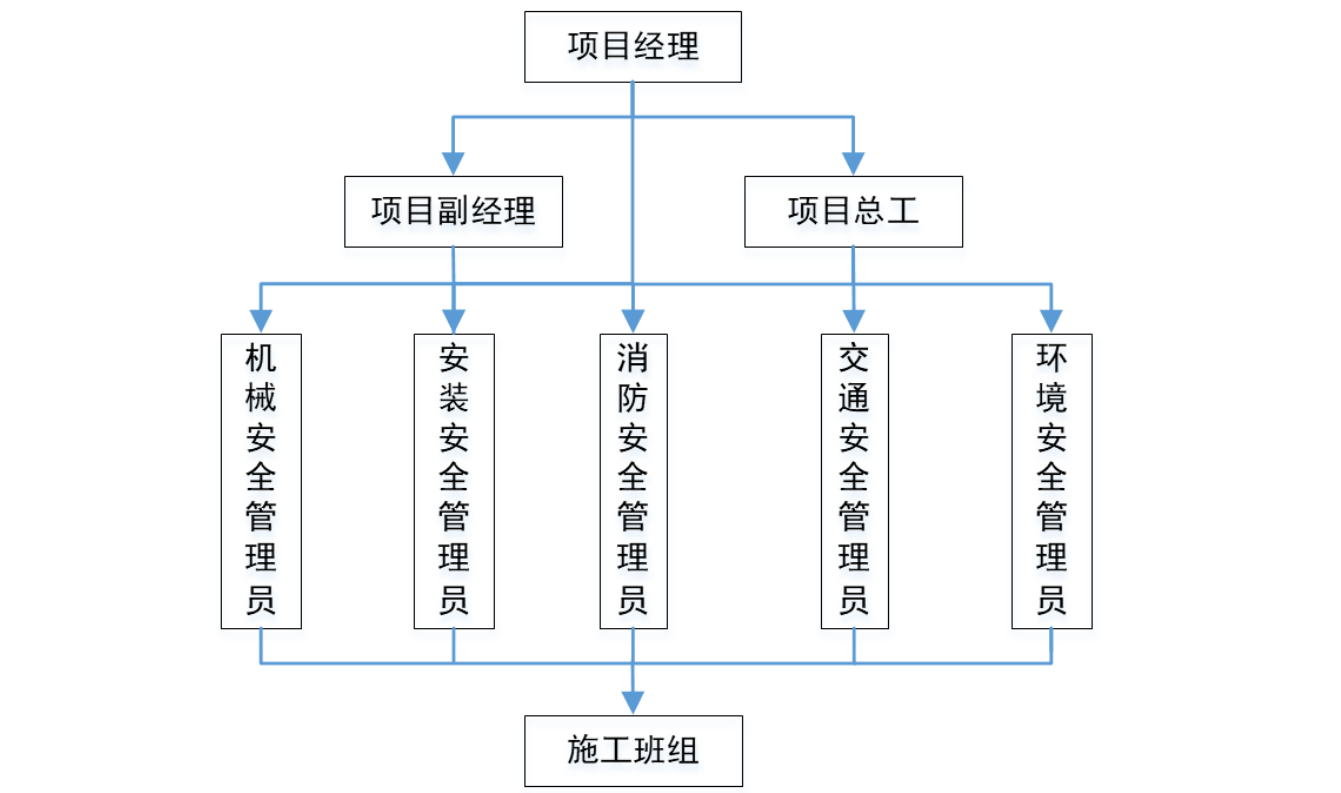 项目经理
项目副经理
项目总工
机械安全管理员
安装安全管理员
消防安全管理员
交通安全管理员
环境安全管理员
施工班组